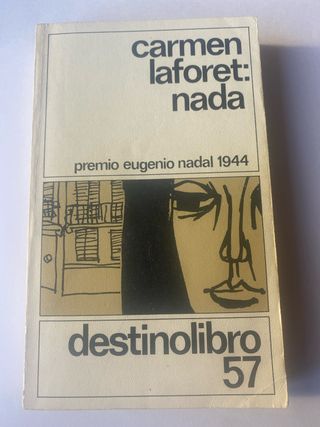 carmen
laforet:
nada
premio eugenio nadal 1944
destinolibro
57